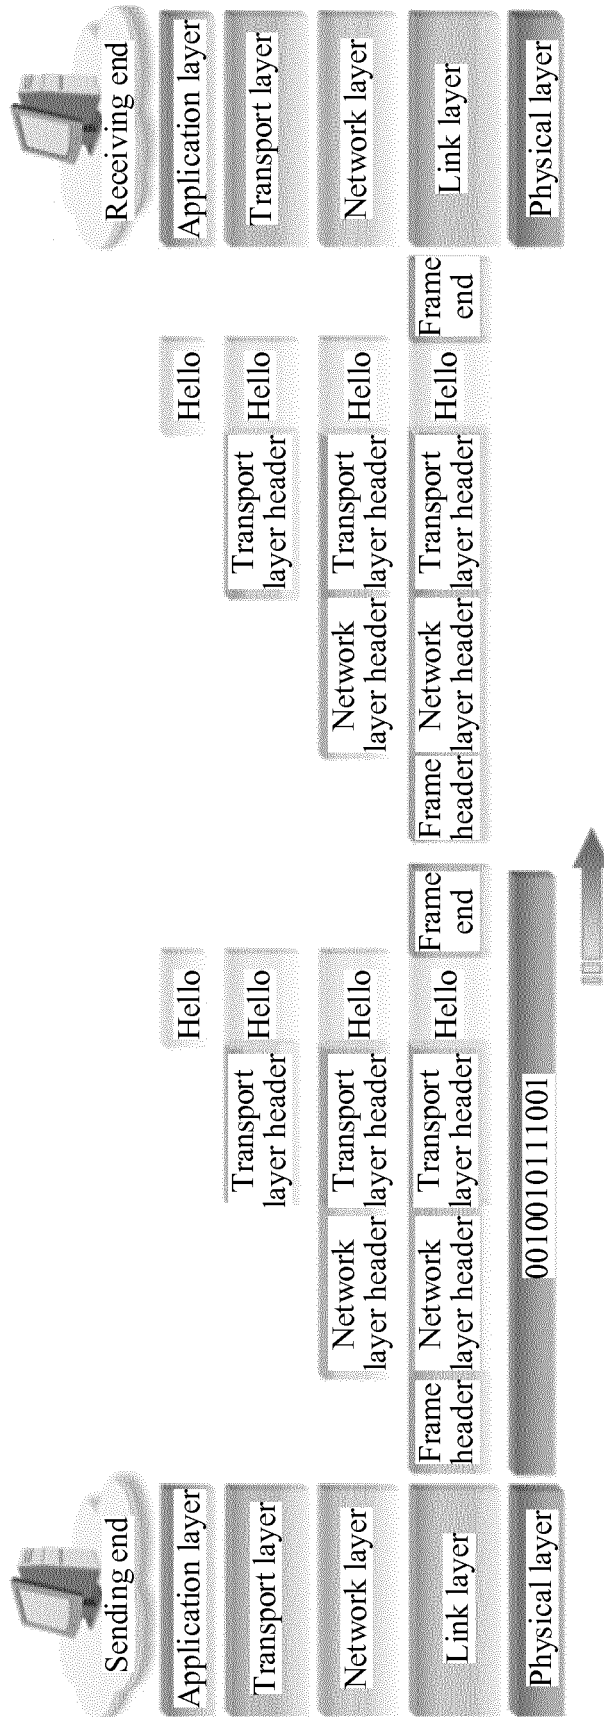 Sending end
Receiving end
Application layer
Hello
Hello
Application layer
Transport layer
Transport
layer header
Hello
Transport
layer header
Hello
Transport layer
Network layer
Network
layer header
Transport
layer header
Hello
Network
layer header
Transport
layer header
Hello
Network layer
Link layer
Frame
header
Network
layer header
Transport
layer header
Hello
Frame
end
Frame
header
Network
layer header
Transport
layer header
Hello
Frame
end
Link layer
Physical layer
0010010111001
Physical layer